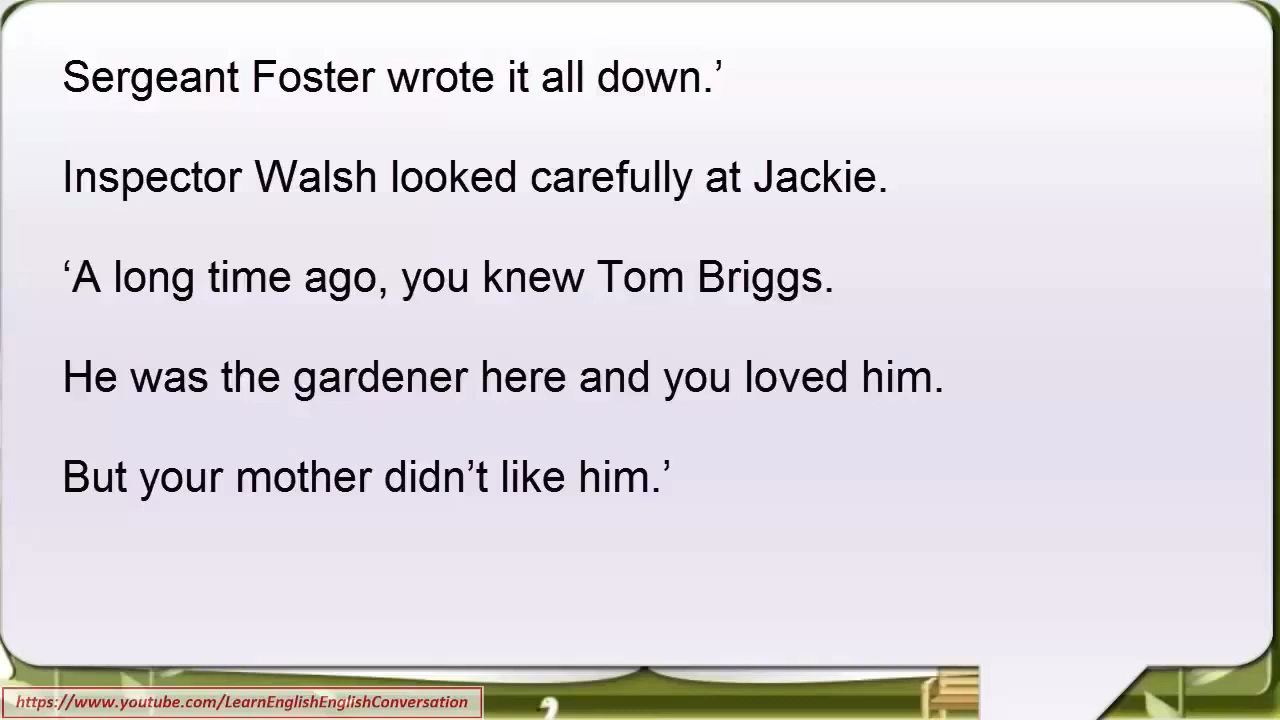 Sergeant Foster wrote it all down.’
Inspector Walsh looked carefully at Jackie.
‘A long time ago, you knew Tom Briggs.
He was the gardener here and you loved him.
But your mother didn’t like him.’
https://www.youtube.com/LearnEnglishEnglishConversation